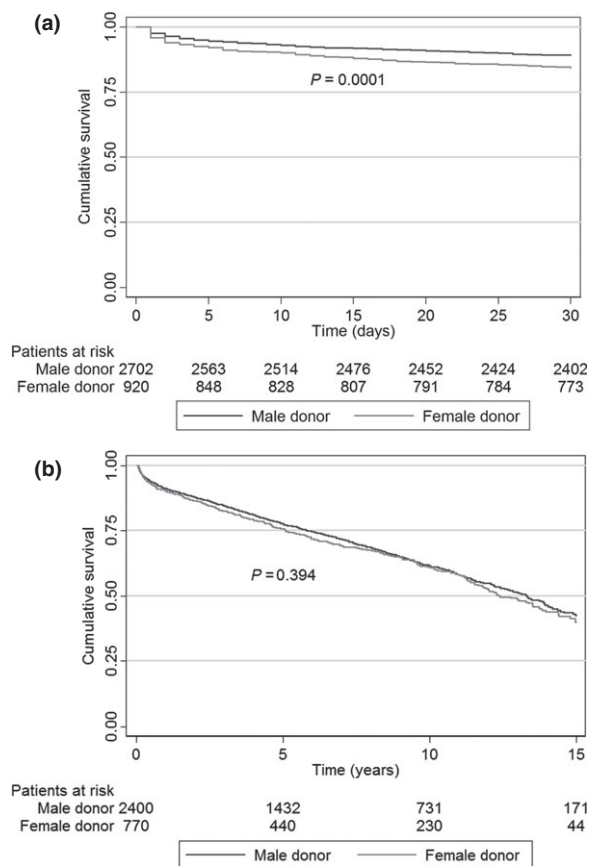 (a)
1.00
0.75
0.50
0.25
0.00
Cumulative survival
P = 0.0001
0 5 10 15 20 25 30
Time (days)
Patients at risk
Male donor 2702 2563 2514 2476 2452 2424 2402
Female donor 920 848 828 807 791 784 773
Male donor Female donor
(b)
1.00
0.75
0.50
0.25
0.00
Cumulative survival
P = 0.394
0 5 10 15
Time (years)
Patients at risk
Male donor 2400 1432 731 171
Female donor 770 440 230 44
Male donor Female donor